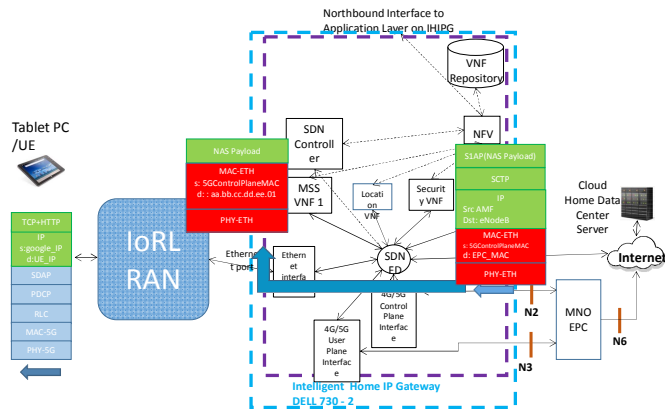 Northbound Interface to
Application Layer on IHIPG
VNF
Repository
Tablet PC
/UE
SDN
Controll
er
NFV
NAS Payload
MAC-ETH
s: 5GControlPlaneMAC
d: aa.bb.cc.dd.ee.01
PHY-ETH
MSS
VNF 1
Locatio
n
VNF
Securit
y VNF
S1AP(NAS Payload)
SCTP
IP
Src AMF
Dst: eNodeB
MAC-ETH
s: 5GControlPlaneMAC
d: EPC_MAC
PHY-ETH
Cloud
Home Data
Center
Server
TCP+HTTP
IP
s:google_IP
d:UE_IP
SDAP
PDCP
RLC
MAC-5G
PHY-5G
IoRL
RAN
Etherne
t port
Ethern
et
interfa
SDN
FD
Internet
4G/5G
Control
Plane
Interfac
e
4G/5G
User
Plane
Interfac
e
N2
N3
MNO
EPC
N6
Intelligent Home IP Gateway
DELL 730 - 2